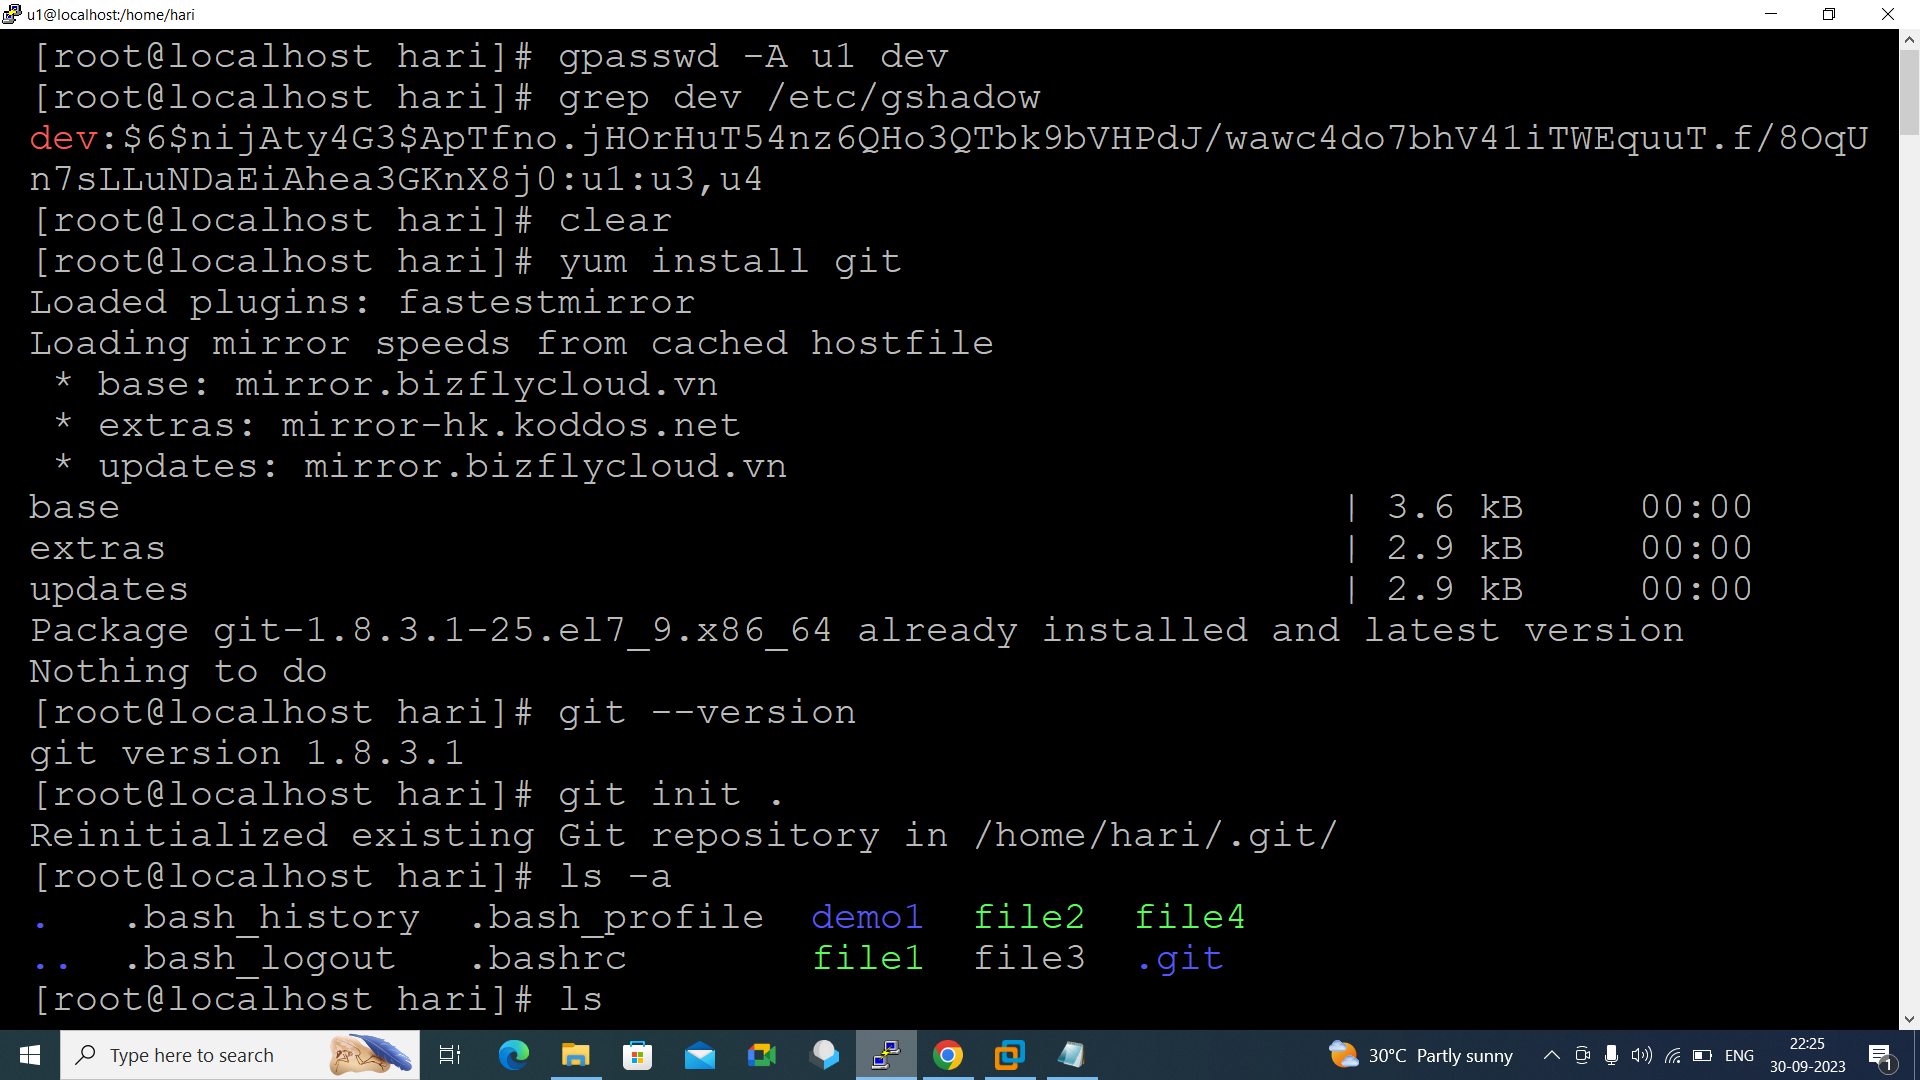 u1@localhost:/home/hari
[root@localhost hari]# gpasswd -A u1 dev
[root@localhost hari]# grep dev /etc/gshadow
dev:$6$nijAty4G3$ApTfno.jHOrHuT54nz6QHo3QTbk9bVHPdJ/wawc4do7bhV41iTWEquuT.f/8OqU
n7sLLuNDaEiAhea3GKnX8j0:u1:u3,u4
[root@localhost hari]# clear
[root@localhost hari]# yum install git
Loaded plugins: fastestmirror
Loading mirror speeds from cached hostfile
 * base: mirror.bizflycloud.vn
 * extras: mirror-hk.koddos.net
 * updates: mirror.bizflycloud.vn
base | 3.6 kB 00:00
extras | 2.9 kB 00:00
updates | 2.9 kB 00:00
Package git-1.8.3.1-25.el7_9.x86_64 already installed and latest version
Nothing to do
[root@localhost hari]# git --version
git version 1.8.3.1
[root@localhost hari]# git init .
Reinitialized existing Git repository in /home/hari/.git/
[root@localhost hari]# ls -a
. .bash_history .bash_profile demo1 file2 file4
.. .bash_logout .bashrc file1 file3 .git
[root@localhost hari]# ls
Type here to search
30°C Partly sunny
ENG
22:25
30-09-2023
1